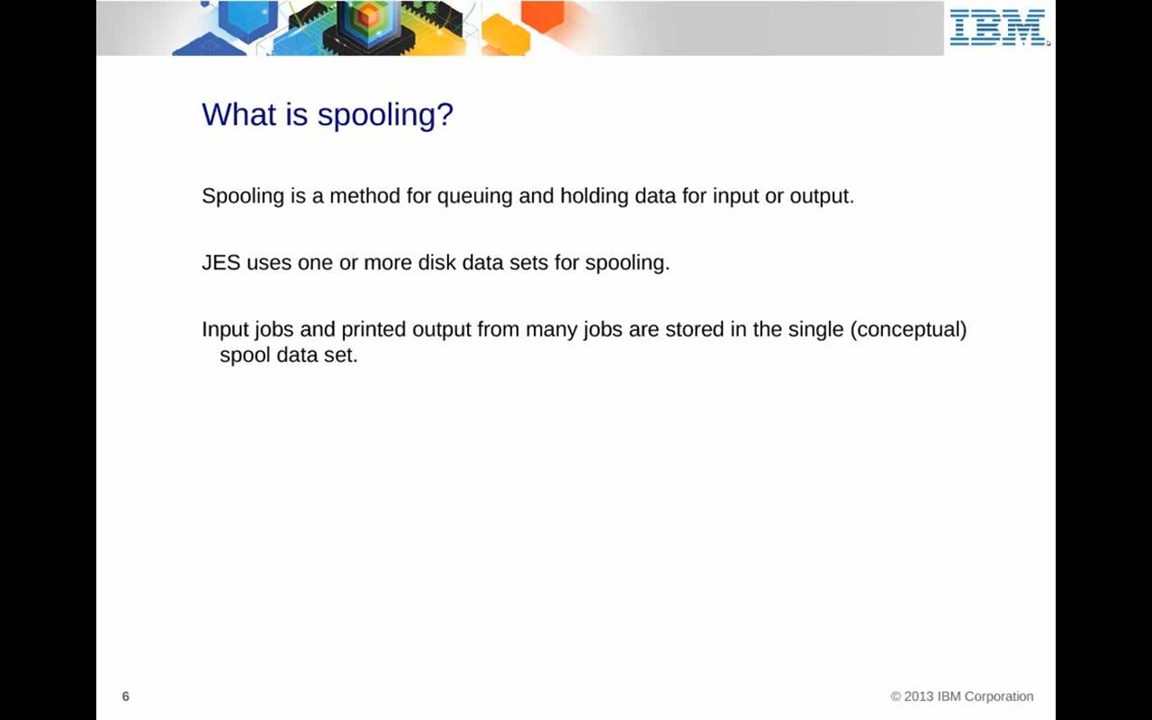 IBM.
What is spooling?
Spooling is a method for queuing and holding data for input or output.
JES uses one or more disk data sets for spooling.
Input jobs and printed output from many jobs are stored in the single (conceptual)
spool data set.
6
© 2013 IBM Corporation